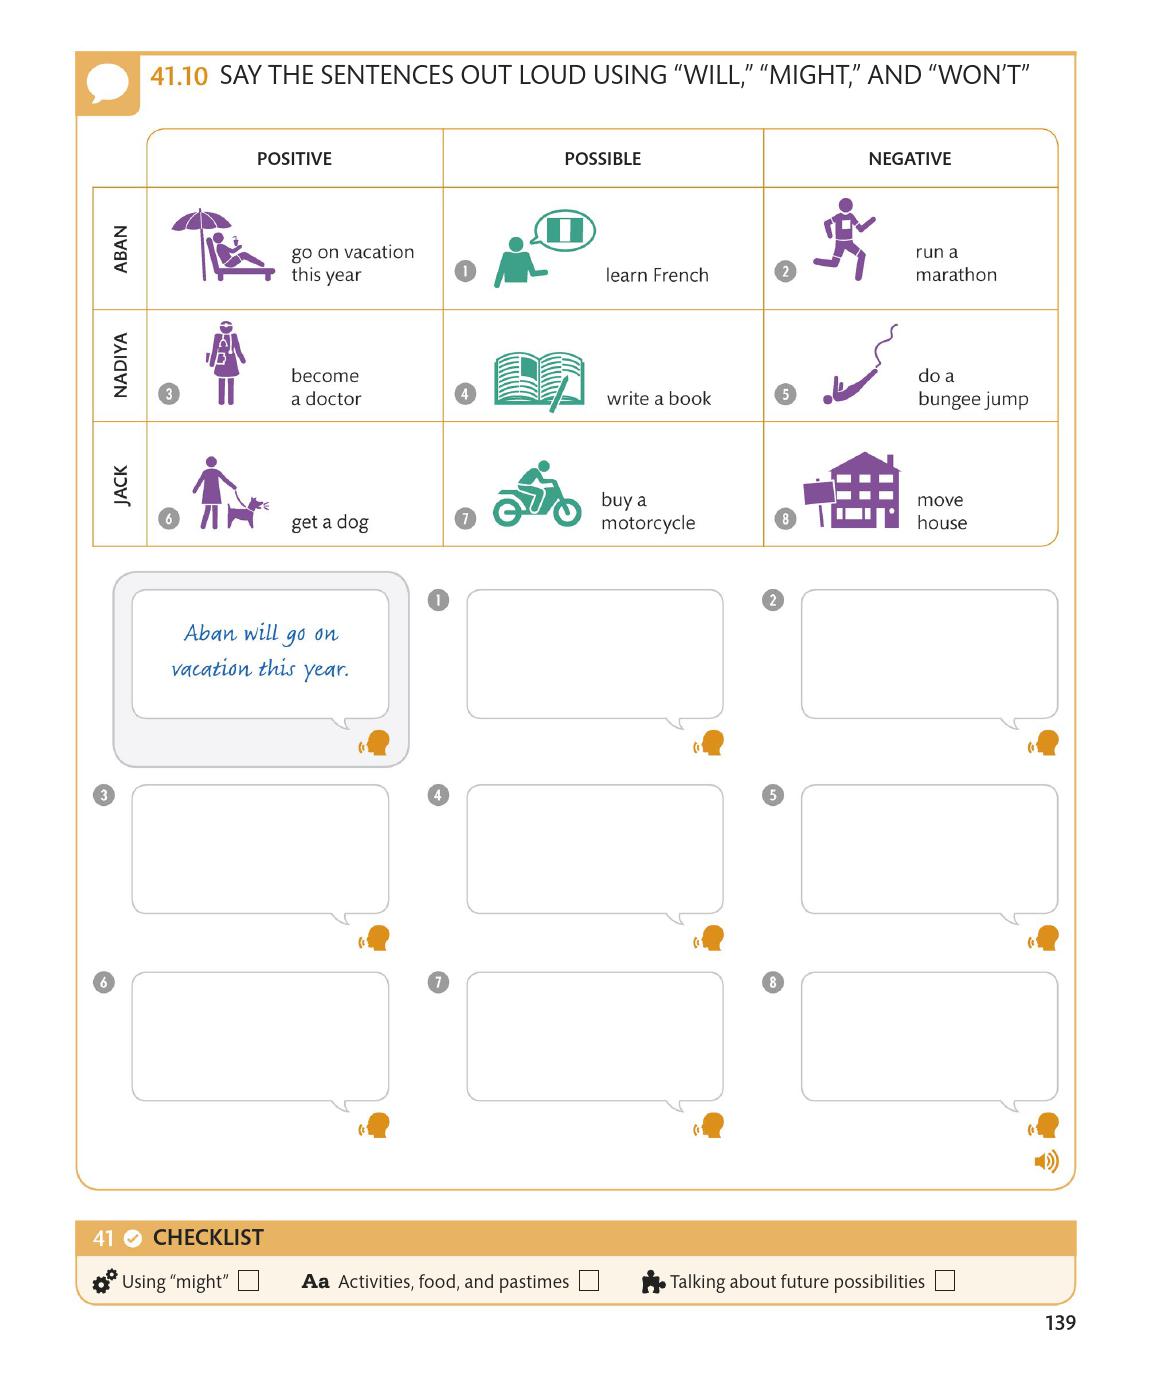 41.10 SAY THE SENTENCES OUT LOUD USING “WILL,” “MIGHT,” AND “WON’T”
POSITIVE
POSSIBLE
NEGATIVE
ABAN
go on vacation
this year
1
learn French
2
run a
marathon
NADIYA
3
become
a doctor
4
write a book
5
do a
bungee jump
JACK
6
get a dog
7
buy a
motorcycle
8
move
house
Aban will go on
vacation this year.
1
2
3
4
5
6
7
8
41 CHECKLIST
Using “might”
Aa Activities, food, and pastimes
Talking about future possibilities
139